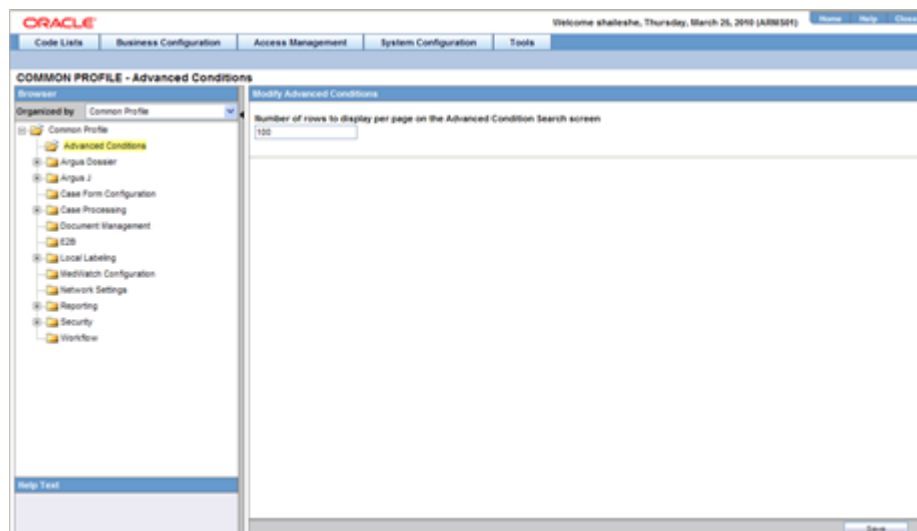 ORACLE
Welcome shaileshe, Thursday, March 25, 2010 (ARMIS01)
Home Help Close
Code Lists Business Configuration Access Management System Configuration Tools
COMMON PROFILE - Advanced Conditions
Browser
Organized by Common Profile
Common Profile
Advanced Conditions
Argus Dossier
Argus J
Case Form Configuration
Case Processing
Document Management
E2B
Local Labeling
MedWatch Configuration
Network Settings
Reporting
Security
Workflow
Help Text
Modify Advanced Conditions
Number of rows to display per page on the Advanced Condition Search screen
100
Save